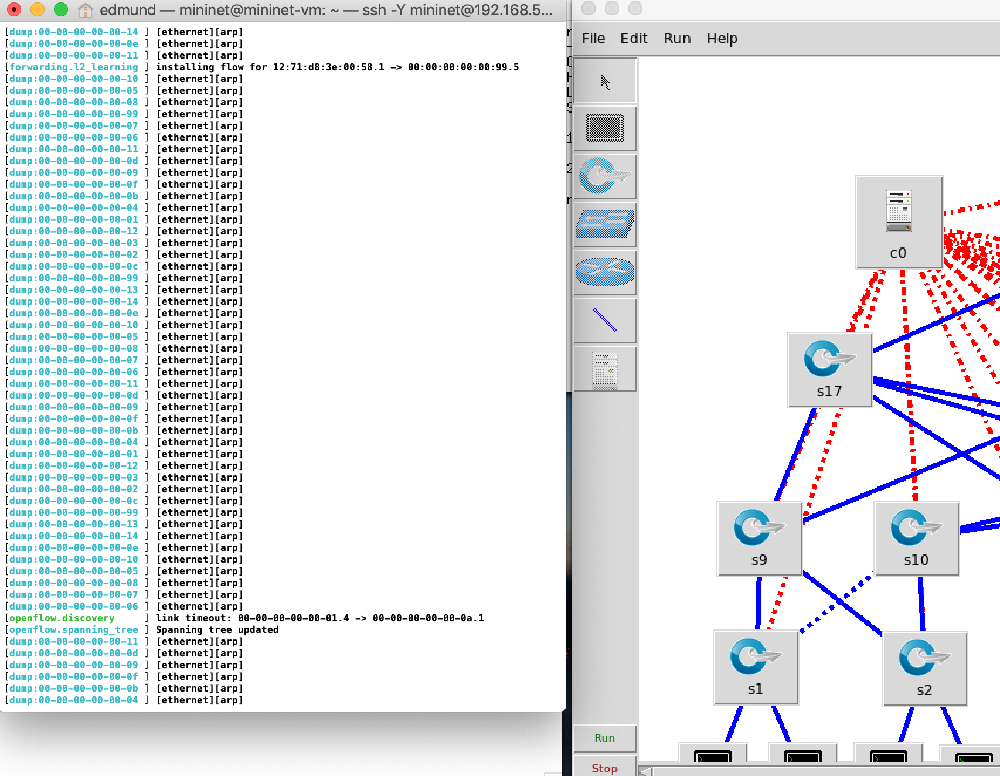 edmund — mininet@mininet-vm: ~ — ssh -Y mininet@192.168.5...
[dump:00-00-00-00-00-14 ] [ethernet][arp]
[dump:00-00-00-00-00-0e ] [ethernet][arp]
[dump:00-00-00-00-00-11 ] [ethernet][arp]
[forwarding.l2_learning ] installing flow for 12:71:d8:3e:00:58.1 -> 00:00:00:00:00:99.5
[dump:00-00-00-00-00-10 ] [ethernet][arp]
[dump:00-00-00-00-00-05 ] [ethernet][arp]
[dump:00-00-00-00-00-08 ] [ethernet][arp]
[dump:00-00-00-00-00-99 ] [ethernet][arp]
[dump:00-00-00-00-00-07 ] [ethernet][arp]
[dump:00-00-00-00-00-06 ] [ethernet][arp]
[dump:00-00-00-00-00-11 ] [ethernet][arp]
[dump:00-00-00-00-00-0d ] [ethernet][arp]
[dump:00-00-00-00-00-09 ] [ethernet][arp]
[dump:00-00-00-00-00-0f ] [ethernet][arp]
[dump:00-00-00-00-00-0b ] [ethernet][arp]
[dump:00-00-00-00-00-04 ] [ethernet][arp]
[dump:00-00-00-00-00-01 ] [ethernet][arp]
[dump:00-00-00-00-00-12 ] [ethernet][arp]
[dump:00-00-00-00-00-03 ] [ethernet][arp]
[dump:00-00-00-00-00-02 ] [ethernet][arp]
[dump:00-00-00-00-00-0c ] [ethernet][arp]
[dump:00-00-00-00-00-99 ] [ethernet][arp]
[dump:00-00-00-00-00-13 ] [ethernet][arp]
[dump:00-00-00-00-00-14 ] [ethernet][arp]
[dump:00-00-00-00-00-0e ] [ethernet][arp]
[dump:00-00-00-00-00-10 ] [ethernet][arp]
[dump:00-00-00-00-00-05 ] [ethernet][arp]
[dump:00-00-00-00-00-08 ] [ethernet][arp]
[dump:00-00-00-00-00-07 ] [ethernet][arp]
[dump:00-00-00-00-00-06 ] [ethernet][arp]
[dump:00-00-00-00-00-11 ] [ethernet][arp]
[dump:00-00-00-00-00-0d ] [ethernet][arp]
[dump:00-00-00-00-00-09 ] [ethernet][arp]
[dump:00-00-00-00-00-0f ] [ethernet][arp]
[dump:00-00-00-00-00-0b ] [ethernet][arp]
[dump:00-00-00-00-00-04 ] [ethernet][arp]
[dump:00-00-00-00-00-01 ] [ethernet][arp]
[dump:00-00-00-00-00-12 ] [ethernet][arp]
[dump:00-00-00-00-00-03 ] [ethernet][arp]
[dump:00-00-00-00-00-02 ] [ethernet][arp]
[dump:00-00-00-00-00-0c ] [ethernet][arp]
[dump:00-00-00-00-00-99 ] [ethernet][arp]
[dump:00-00-00-00-00-13 ] [ethernet][arp]
[dump:00-00-00-00-00-14 ] [ethernet][arp]
[dump:00-00-00-00-00-0e ] [ethernet][arp]
[dump:00-00-00-00-00-10 ] [ethernet][arp]
[dump:00-00-00-00-00-05 ] [ethernet][arp]
[dump:00-00-00-00-00-08 ] [ethernet][arp]
[dump:00-00-00-00-00-07 ] [ethernet][arp]
[dump:00-00-00-00-00-06 ] [ethernet][arp]
[openflow.discovery ] link timeout: 00-00-00-00-00-01.4 -> 00-00-00-00-00-0a.1
[openflow.spanning_tree ] Spanning tree updated
[dump:00-00-00-00-00-11 ] [ethernet][arp]
[dump:00-00-00-00-00-0d ] [ethernet][arp]
[dump:00-00-00-00-00-09 ] [ethernet][arp]
[dump:00-00-00-00-00-0f ] [ethernet][arp]
[dump:00-00-00-00-00-0b ] [ethernet][arp]
[dump:00-00-00-00-00-04 ] [ethernet][arp]
File Edit Run Help
c0
s17
s9
s10
s1
s2
Run
Stop